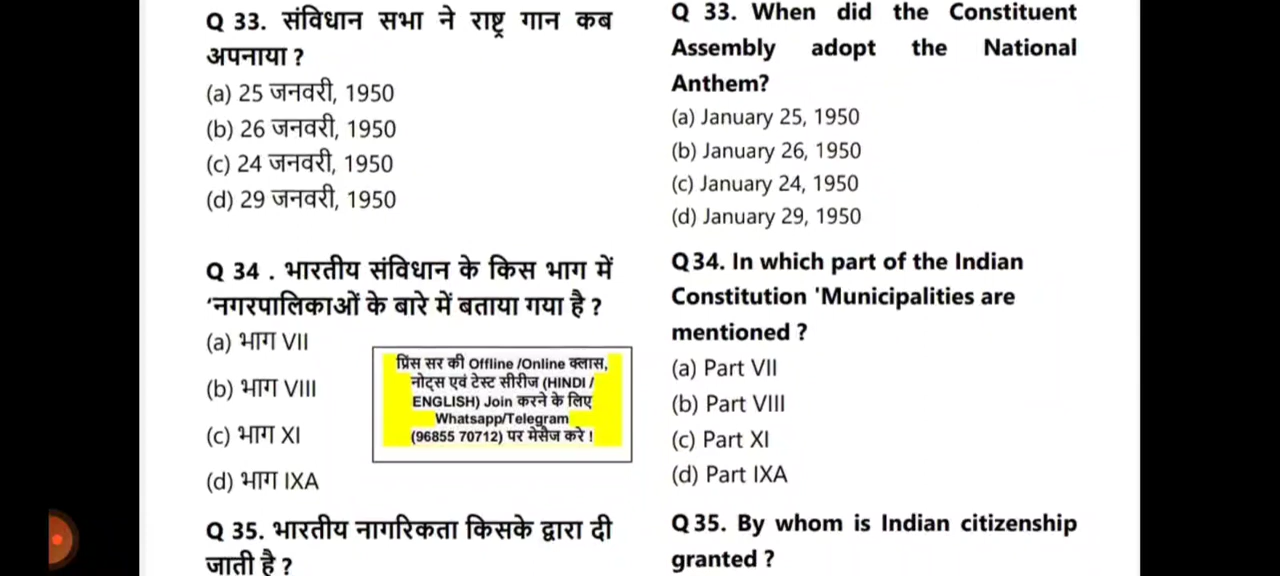 Q 33. संविधान सभा ने राष्ट्र गान कब
अपनाया ?
(a) 25 जनवरी, 1950
(b) 26 जनवरी, 1950
(c) 24 जनवरी, 1950
(d) 29 जनवरी, 1950
Q 34 . भारतीय संविधान के किस भाग में
'नगरपालिकाओं के बारे में बताया गया है ?
(a) भाग VII
(b) भाग VIII
(c) भाग XI
(d) भाग IXA
प्रिंस सर की Offline /Online क्लास,
नोट्स एवं टेस्ट सीरीज (HINDI /
ENGLISH) Join करने के लिए
Whatsapp/Telegram
(96855 70712) पर मेसैज करे !
Q 35. भारतीय नागरिकता किसके द्वारा दी
जाती है ?
Q 33. When did the Constituent
Assembly adopt the National
Anthem?
(a) January 25, 1950
(b) January 26, 1950
(c) January 24, 1950
(d) January 29, 1950
Q34. In which part of the Indian
Constitution 'Municipalities are
mentioned ?
(a) Part VII
(b) Part VIII
(c) Part XI
(d) Part IXA
Q35. By whom is Indian citizenship
granted ?